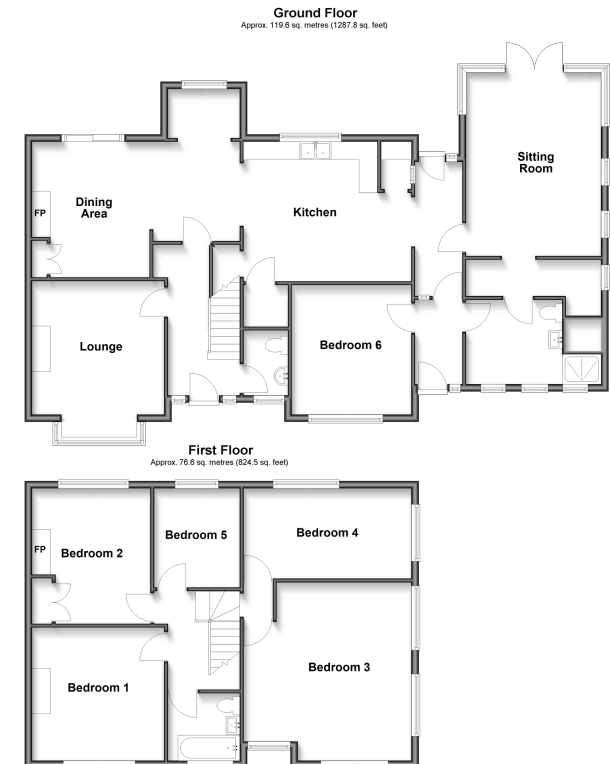 Ground Floor
Approx. 119.6 sq. metres (1287.8 sq. feet)
Sitting
Room
Dining
Area
FP
Kitchen
Lounge
Bedroom 6
First Floor
Approx. 76.6 sq. metres (824.5 sq. feet)
Bedroom 2
FP
Bedroom 5
Bedroom 4
Bedroom 1
Bedroom 3